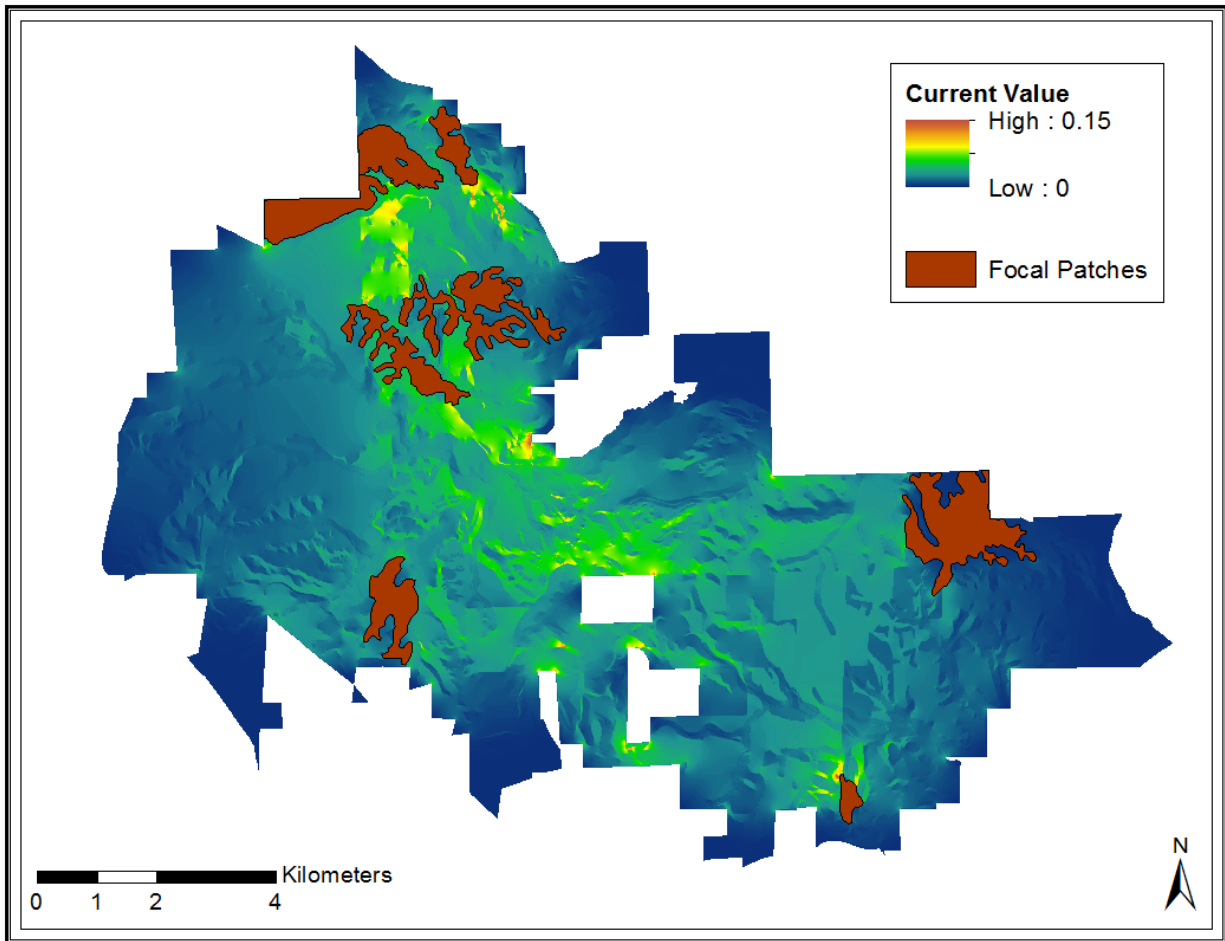 Current Value
High : 0.15
Low : 0
Focal Patches
N
Kilometers
0 1 2 4